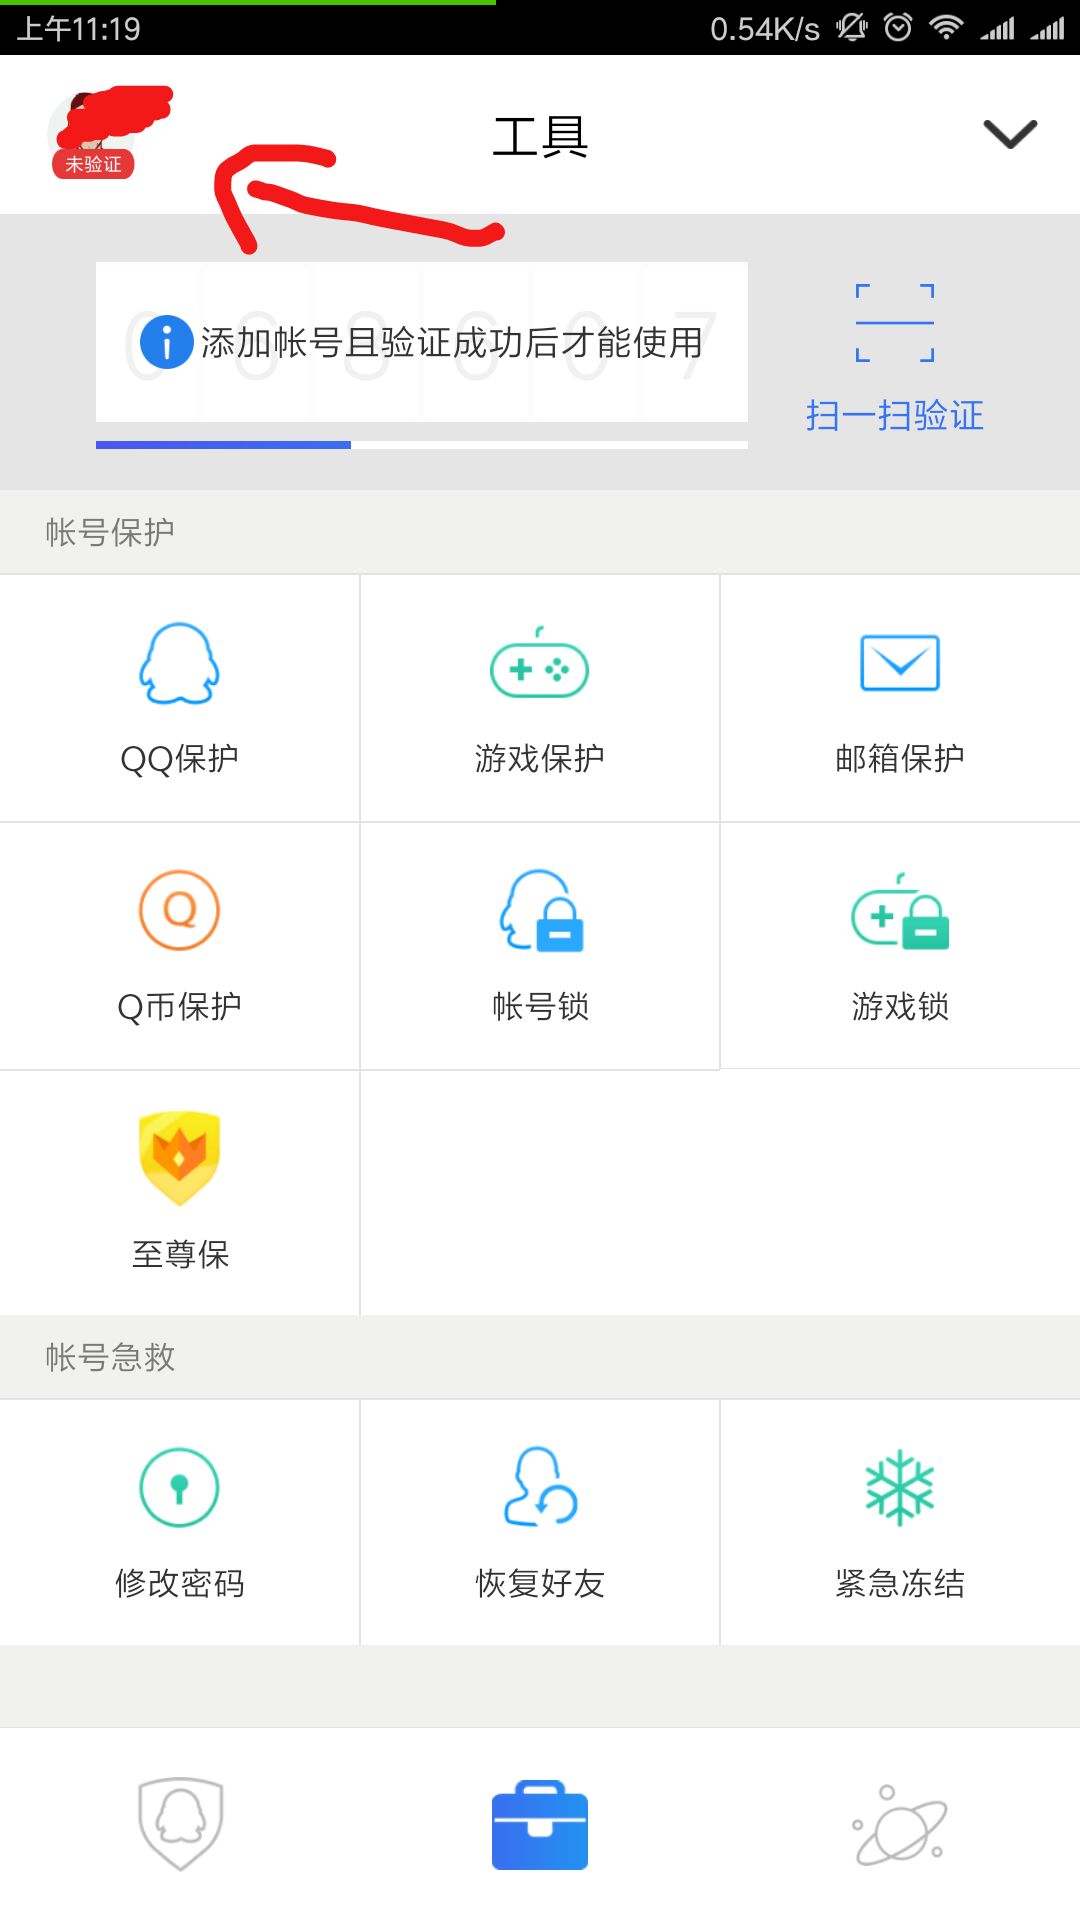 上午11:19
0.54K/s
未验证
工具
添加帐号且验证成功后才能使用
扫一扫验证
帐号保护
QQ保护
游戏保护
邮箱保护
Q币保护
帐号锁
游戏锁
至尊保
帐号急救
修改密码
恢复好友
紧急冻结